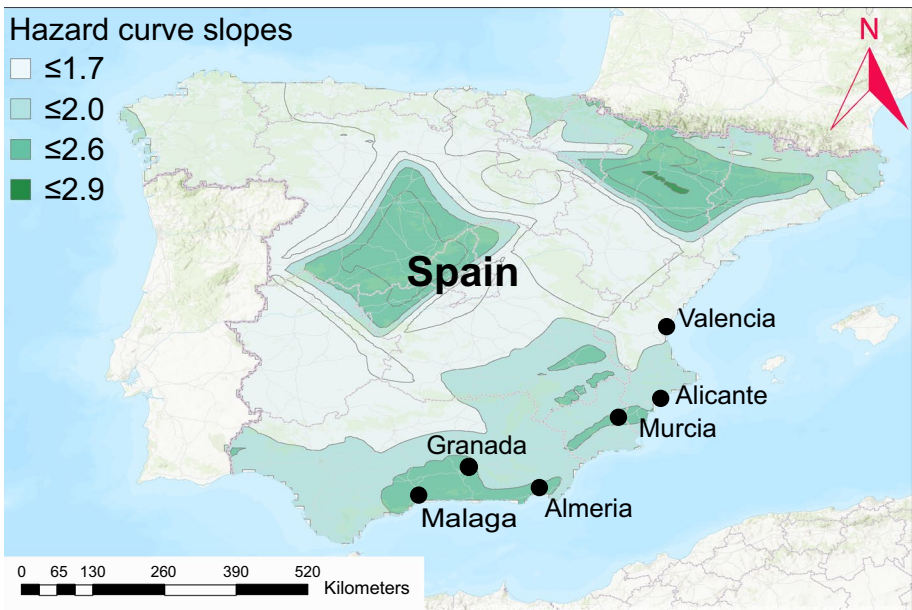 Hazard curve slopes
≤1.7
≤2.0
≤2.6
≤2.9
N
Spain
Valencia
Alicante
Murcia
Granada
Malaga
Almeria
0 65 130 260 390 520
Kilometers